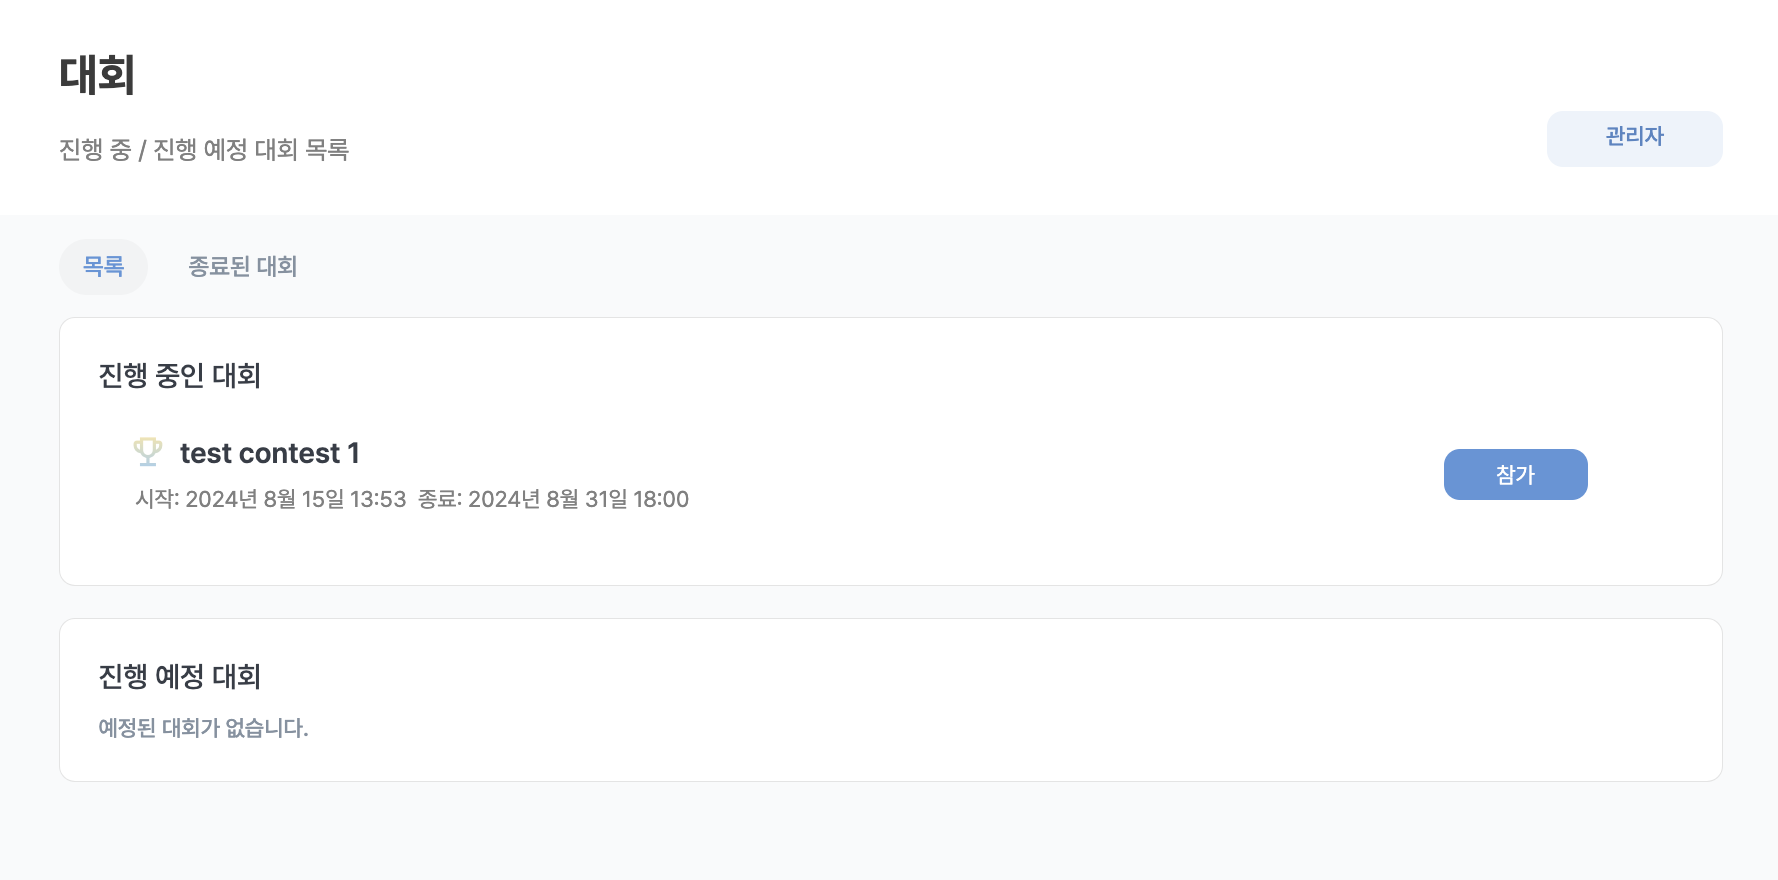 대회
진행 중 / 진행 예정 대회 목록
관리자
목록
종료된 대회
진행 중인 대회
test contest 1
시작: 2024년 8월 15일 13:53 종료: 2024년 8월 31일 18:00
참가
진행 예정 대회
예정된 대회가 없습니다.